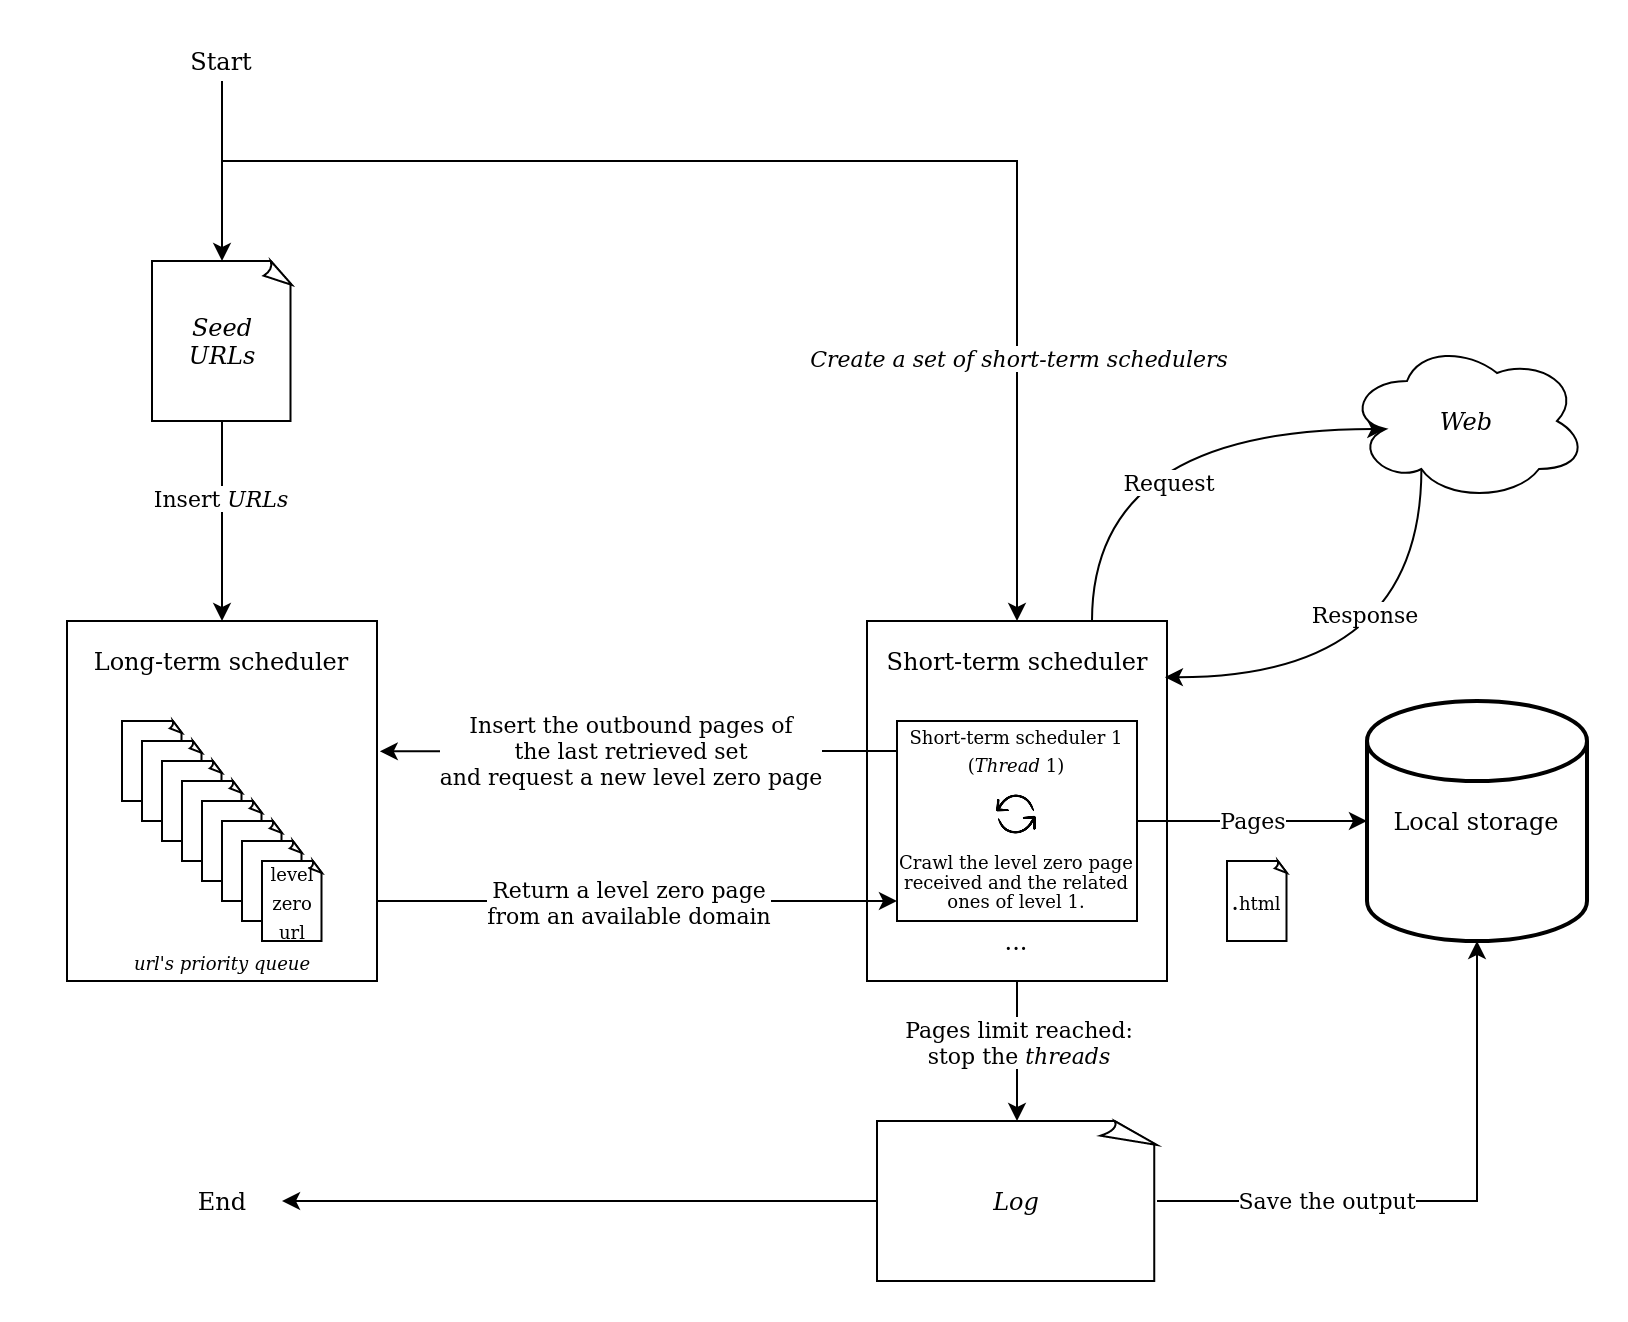 Start
Seed
URLs
Create a set of short-term schedulers
Web
Request
Insert URLs
Response
Long-term scheduler
level
zero
url
url's priority queue
Insert the outbound pages of
the last retrieved set
and request a new level zero page
Return a level zero page
from an available domain
Short-term scheduler
Short-term scheduler 1
(Thread 1)
Crawl the level zero page
received and the related
ones of level 1.
...
Pages
.html
Local storage
Pages limit reached:
stop the threads
Log
Save the output
End